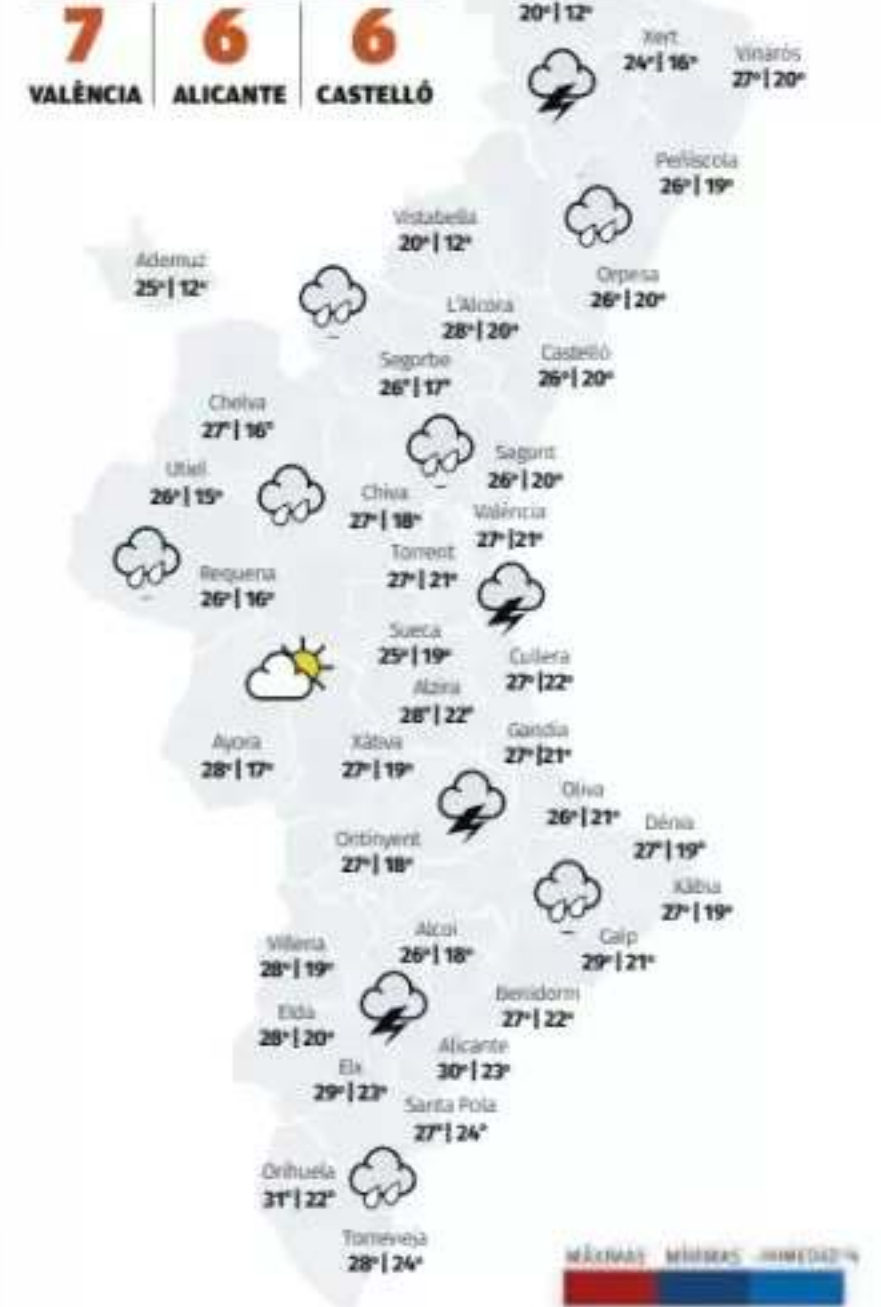 7 6 6
VALÈNCIA ALICANTE CASTELLÓ
20°|12°
Xert
24°|16°
Vinaròs
27°|20°
Peñíscola
26°|19°
Vistabella
20°|12°
Ademuz
25°|12°
Orpesa
26°|20°
L'Alcora
28°|20°
Segorbe
26°|17°
Castelló
26°|20°
Chelva
27°|16°
Sagunt
26°|20°
Utiel
26°|15°
Chiva
27°|18°
València
27°|21°
Torrent
27°|21°
Requena
26°|16°
Sueca
25°|19°
Cullera
27°|22°
Alzira
28°|22°
Gandia
27°|21°
Ayora
28°|17°
Xàtiva
27°|19°
Oliva
26°|21°
Dénia
27°|19°
Ontinyent
27°|18°
Xàbia
27°|19°
Alcoi
26°|18°
Calp
29°|21°
Villena
28°|19°
Benidorm
27°|22°
Elda
28°|20°
Alicante
30°|23°
Elx
29°|23°
Santa Pola
27°|24°
Orihuela
31°|22°
Torrevieja
28°|24°
MÁXIMAS MÍNIMAS HUMEDAD %